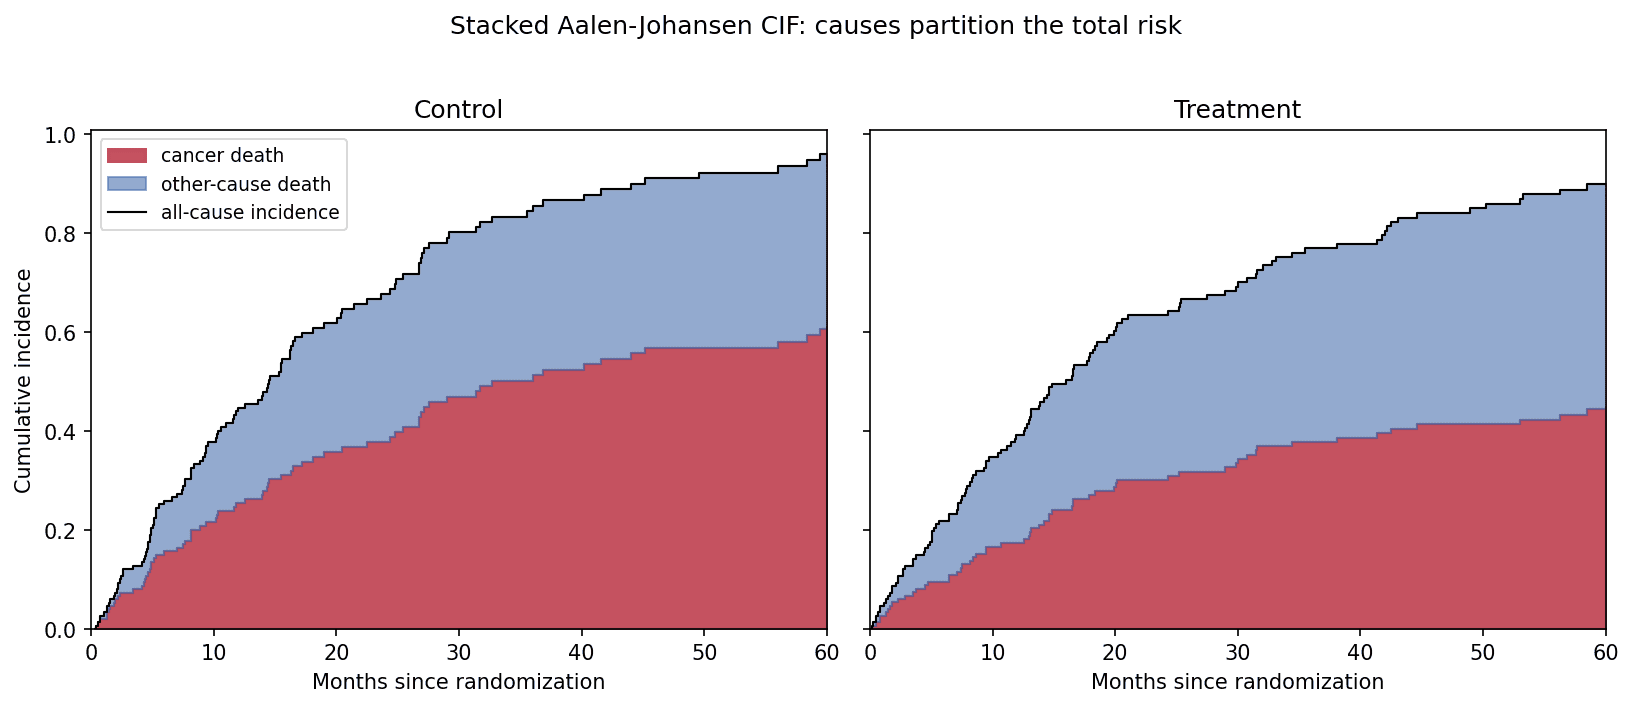 Stacked Aalen-Johansen CIF: causes partition the total risk
Control
Treatment
cancer death
other-cause death
all-cause incidence
Cumulative incidence
1.0
0.8
0.6
0.4
0.2
0.0
0 10 20 30 40 50 60
0 10 20 30 40 50 60
Months since randomization
Months since randomization